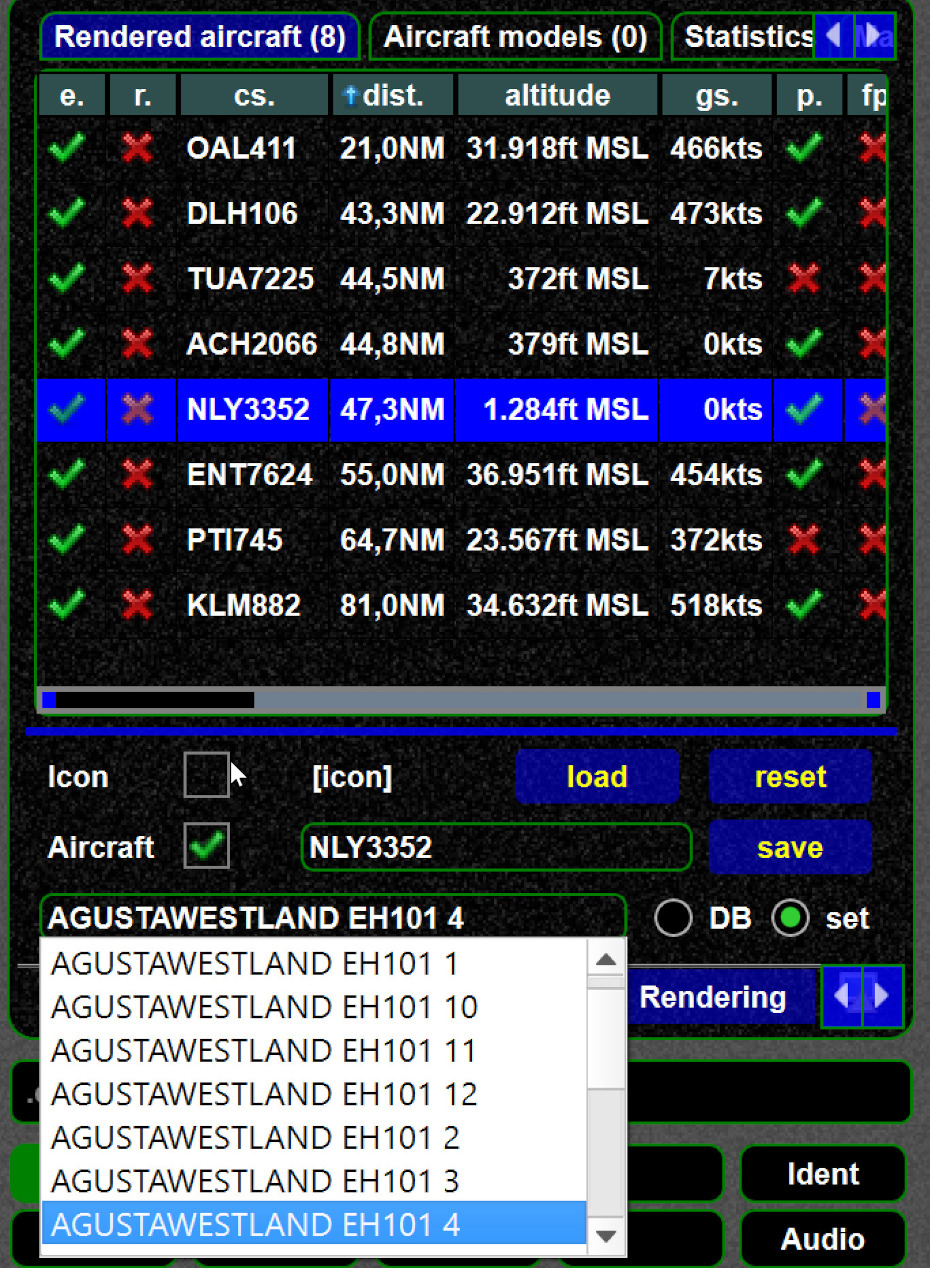 Rendered aircraft (8) Aircraft models (0) Statistics
e. r. cs. dist. altitude gs. p. fp
OAL411 21,0NM 31.918ft MSL 466kts
DLH106 43,3NM 22.912ft MSL 473kts
TUA7225 44,5NM 372ft MSL 7kts
ACH2066 44,8NM 379ft MSL 0kts
NLY3352 47,3NM 1.284ft MSL 0kts
ENT7624 55,0NM 36.951ft MSL 454kts
PTI745 64,7NM 23.567ft MSL 372kts
KLM882 81,0NM 34.632ft MSL 518kts
Icon [icon] load reset
Aircraft NLY3352 save
AGUSTAWESTLAND EH101 4 DB set
AGUSTAWESTLAND EH101 1
AGUSTAWESTLAND EH101 10
Rendering
AGUSTAWESTLAND EH101 11
AGUSTAWESTLAND EH101 12
AGUSTAWESTLAND EH101 2
AGUSTAWESTLAND EH101 3
Ident
AGUSTAWESTLAND EH101 4
Audio